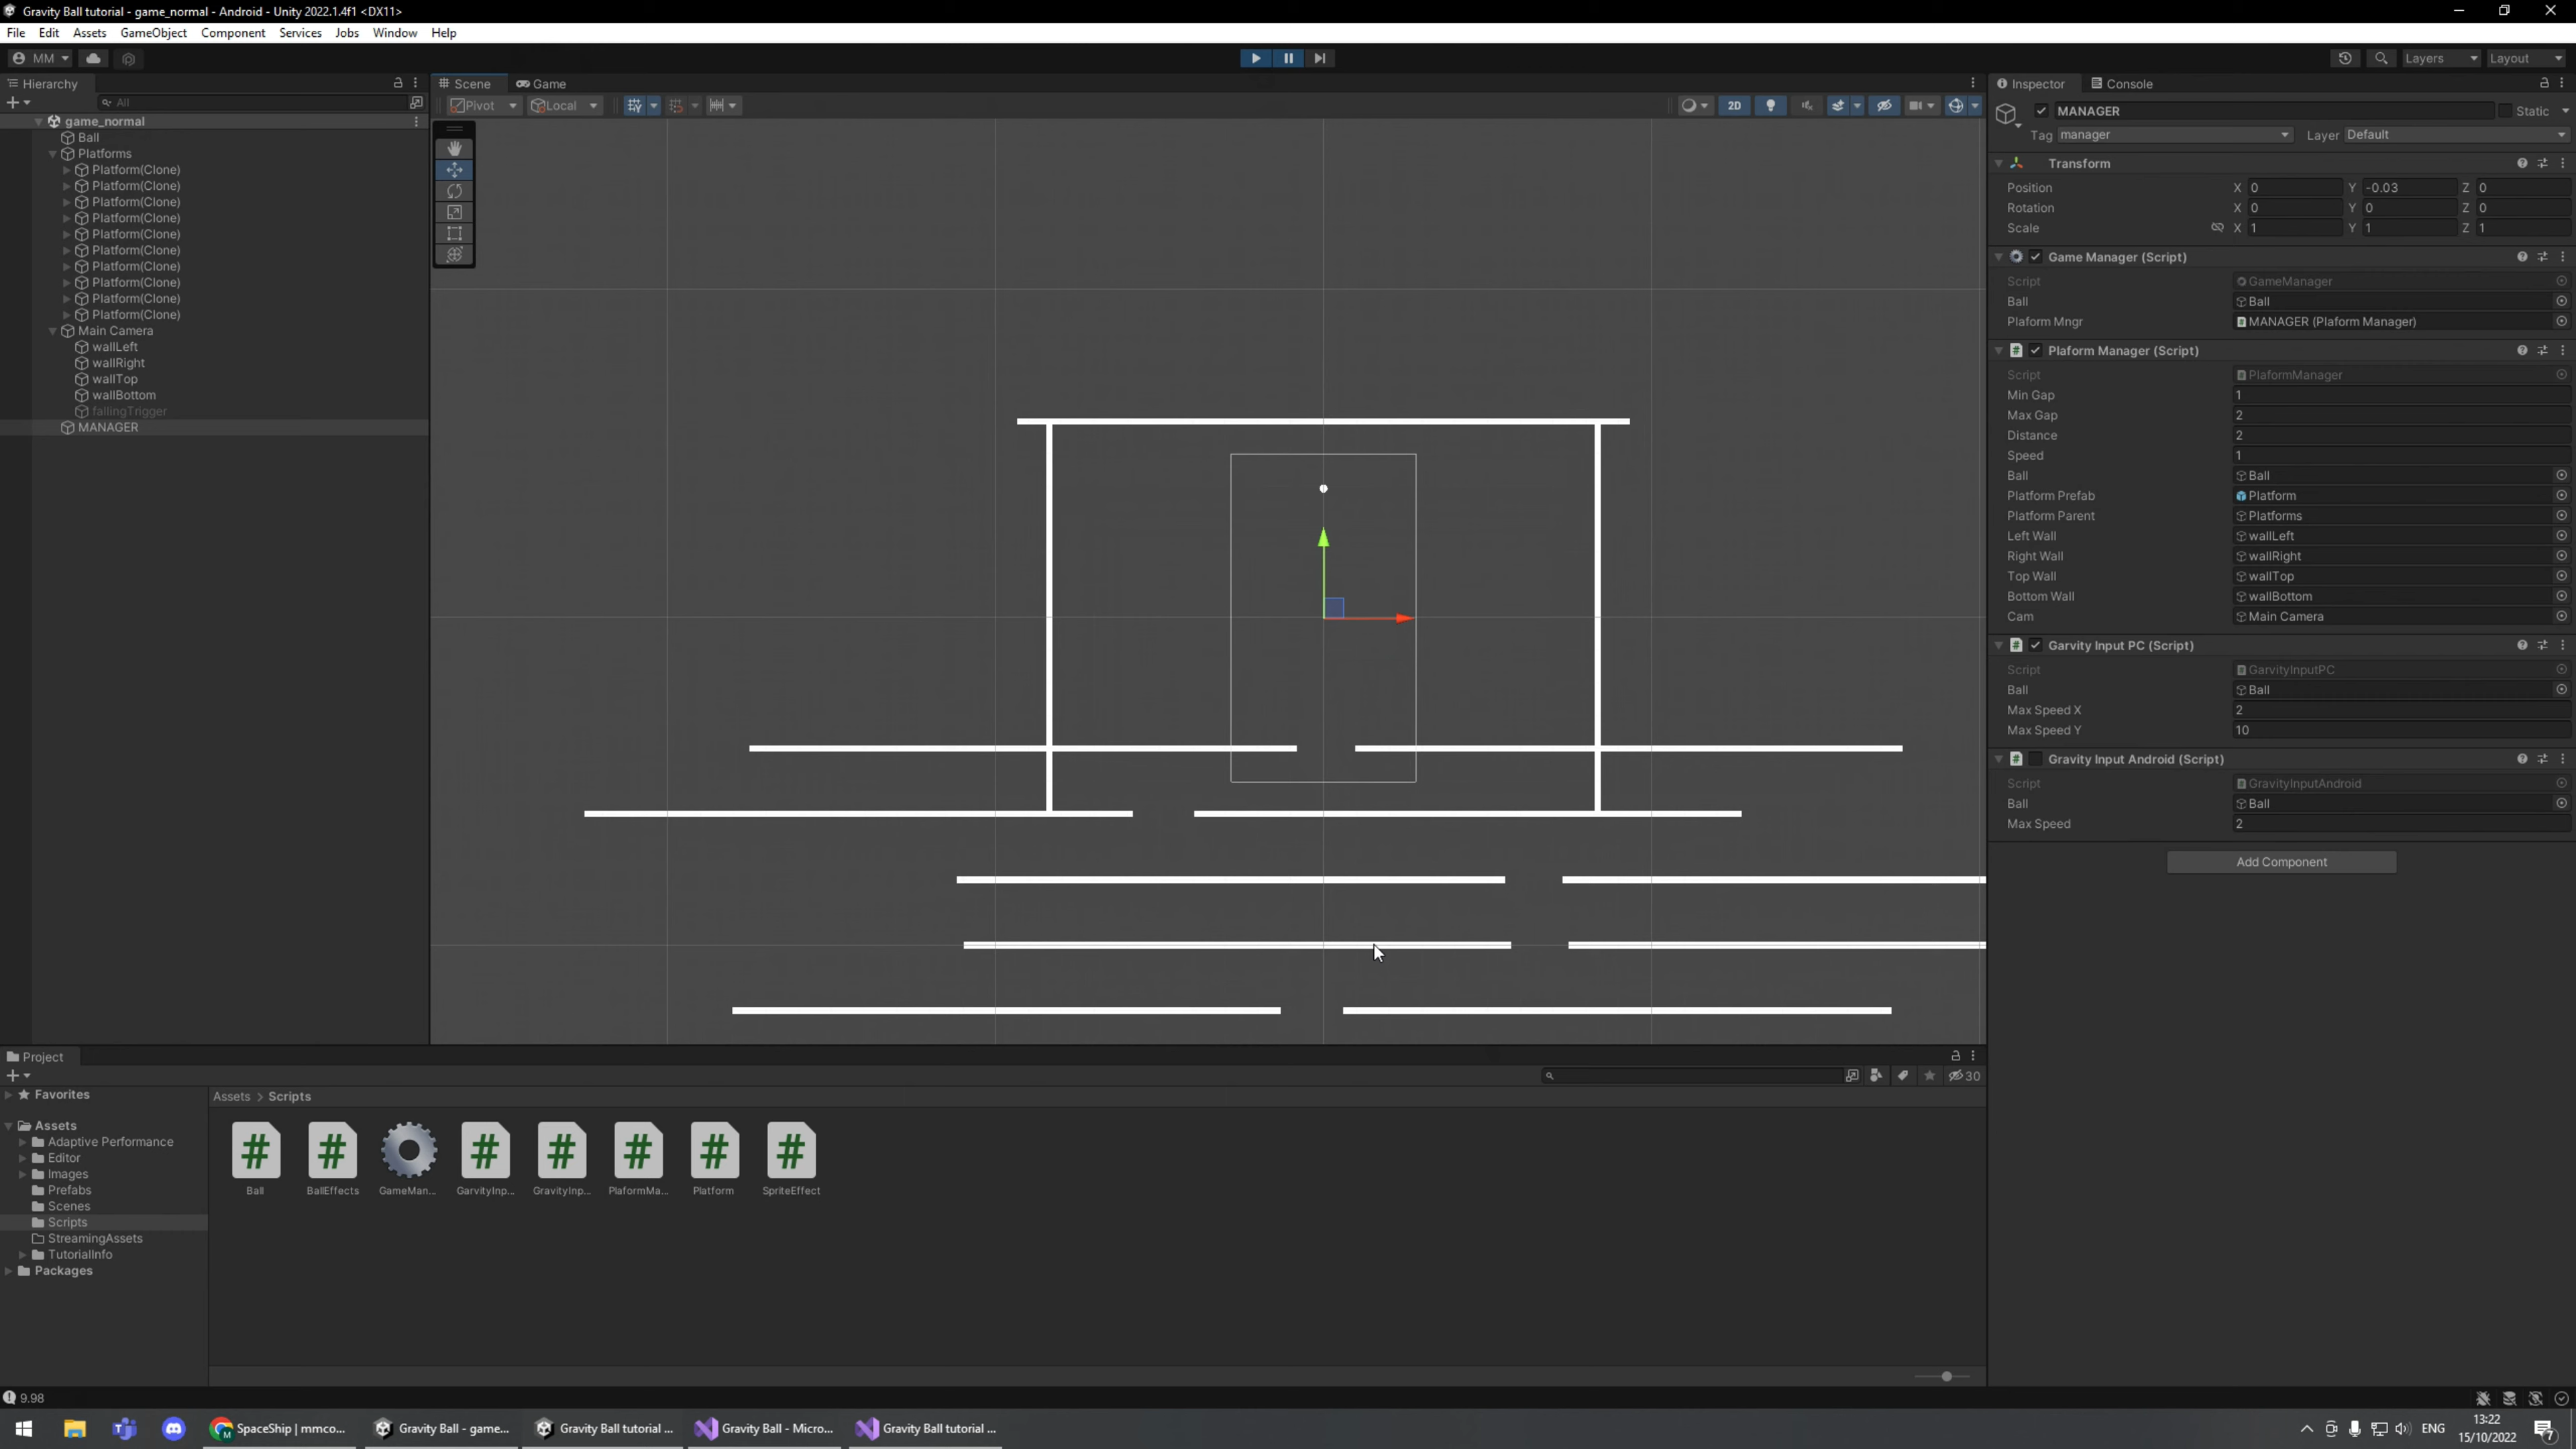 Gravity Ball tutorial - game_normal - Android - Unity 2022.1.4f1 <DX11>
File Edit Assets GameObject Component Services Jobs Window Help
MM
Layers Layout
Hierarchy
All
game_normal
Ball
Platforms
Platform(Clone)
Platform(Clone)
Platform(Clone)
Platform(Clone)
Platform(Clone)
Platform(Clone)
Platform(Clone)
Platform(Clone)
Platform(Clone)
Platform(Clone)
Main Camera
wallLeft
wallRight
wallTop
wallBottom
fallingTrigger
MANAGER
Scene Game
Pivot Local
2D
Inspector Console
MANAGER Static
Tag manager Layer Default
Transform
Position X 0 Y -0.03 Z 0
Rotation X 0 Y 0 Z 0
Scale X 1 Y 1 Z 1
Game Manager (Script)
Script GameManager
Ball Ball
Plaform Mngr MANAGER (Plaform Manager)
Plaform Manager (Script)
Script PlaformManager
Min Gap 1
Max Gap 2
Distance 2
Speed 1
Ball Ball
Platform Prefab Platform
Platform Parent Platforms
Left Wall wallLeft
Right Wall wallRight
Top Wall wallTop
Bottom Wall wallBottom
Cam Main Camera
Garvity Input PC (Script)
Script GarvityInputPC
Ball Ball
Max Speed X 2
Max Speed Y 10
Gravity Input Android (Script)
Script GravityInputAndroid
Ball Ball
Max Speed 2
Add Component
Project
30
Favorites
Assets
Adaptive Performance
Editor
Images
Prefabs
Scenes
Scripts
StreamingAssets
TutorialInfo
Packages
Assets > Scripts
Ball BallEffects GameMan... GarvityInp... GravityInp... PlaformMa... Platform SpriteEffect
9.98
SpaceShip | mmco... Gravity Ball - game... Gravity Ball tutorial ... Gravity Ball - Micro... Gravity Ball tutorial ...
ENG
13:22
15/10/2022
7